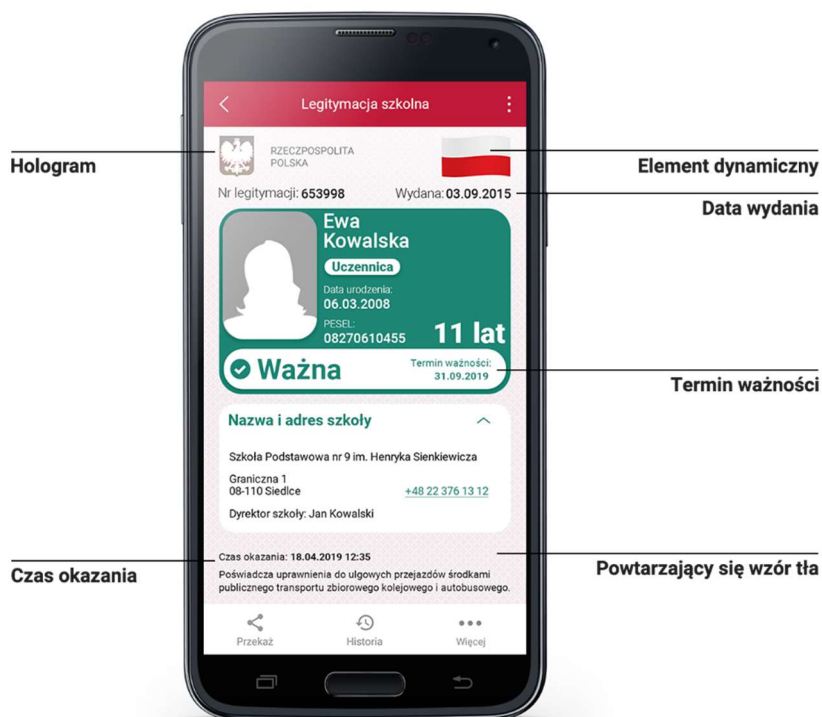 Legitymacja szkolna
RZECZPOSPOLITA
POLSKA
Hologram
Element dynamiczny
Nr legitymacji: 653998
Wydana: 03.09.2015
Data wydania
Ewa
Kowalska
Uczennica
Data urodzenia:
06.03.2008
PESEL:
08270610455
11 lat
Ważna
Termin ważności:
31.09.2019
Termin ważności
Nazwa i adres szkoły
Szkoła Podstawowa nr 9 im. Henryka Sienkiewicza
Graniczna 1
08-110 Siedlce
+48 22 376 13 12
Dyrektor szkoły: Jan Kowalski
Czas okazania: 18.04.2019 12:35
Czas okazania
Powtarzający się wzór tła
Poświadcza uprawnienia do ulgowych przejazdów środkami
publicznego transportu zbiorowego kolejowego i autobusowego.
Przekaż
Historia
Więcej